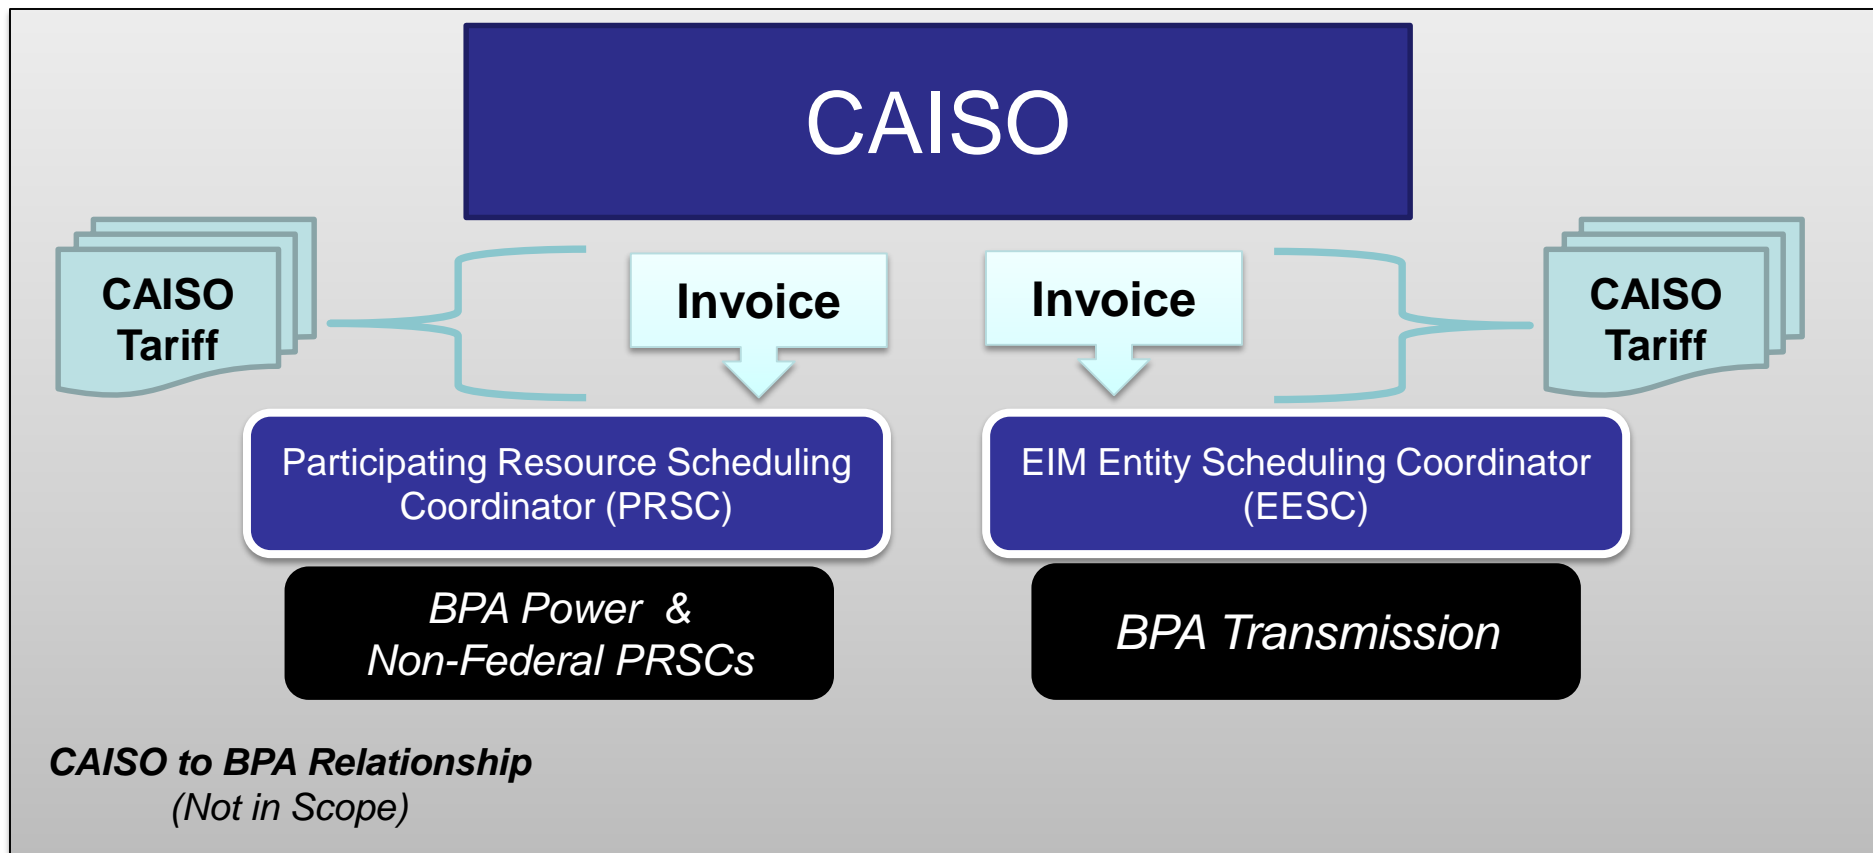 CAISO
CAISO
Tariff
Invoice
Invoice
CAISO
Tariff
Participating Resource Scheduling
Coordinator (PRSC)
EIM Entity Scheduling Coordinator
(EESC)
BPA Power  &
Non-Federal PRSCs
BPA Transmission
CAISO to BPA Relationship
(Not in Scope)